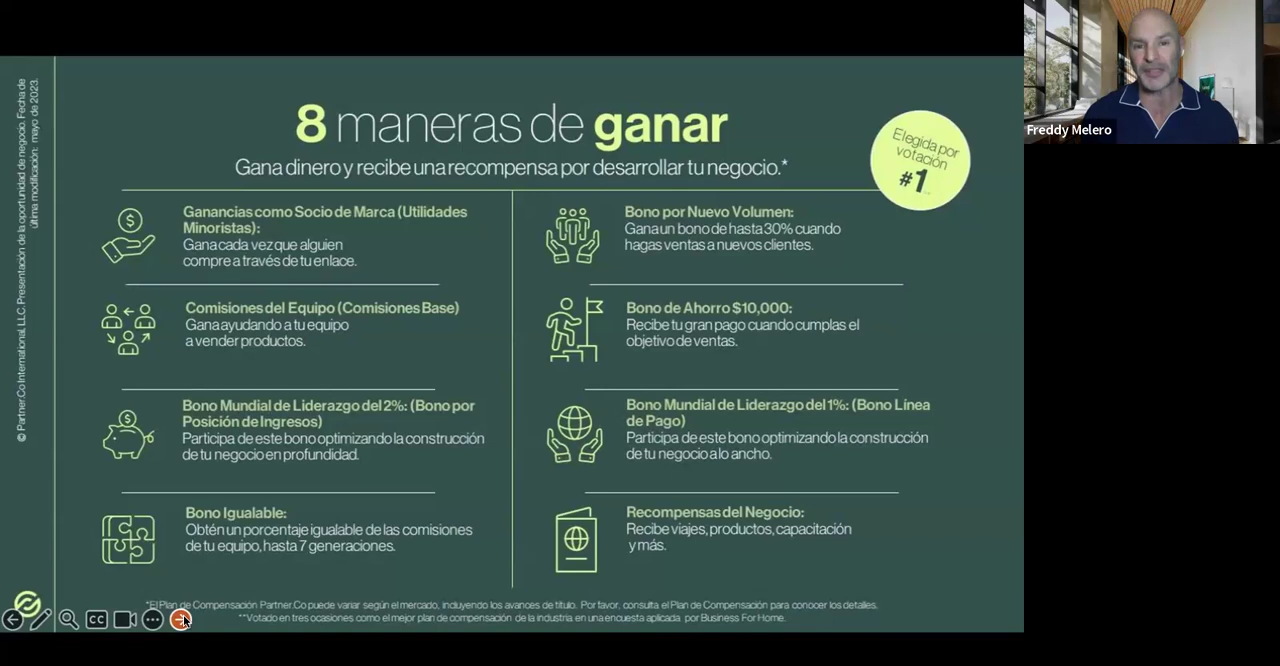 © Partner.Co International, LLC. Presentación de la oportunidad de negocio. Fecha de
última modificación: mayo de 2023.
8 maneras de ganar
Gana dinero y recibe una recompensa por desarrollar tu negocio.*
Elegida por
votación
#1
Ganancias como Socio de Marca (Utilidades
Minoristas):
Gana cada vez que alguien
compre a través de tu enlace.
Comisiones del Equipo (Comisiones Base)
Gana ayudando a tu equipo
a vender productos.
Bono Mundial de Liderazgo del 2%: (Bono por
Posición de Ingresos)
Participa de este bono optimizando la construcción
de tu negocio en profundidad.
Bono Igualable:
Obtén un porcentaje igualable de las comisiones
de tu equipo, hasta 7 generaciones.
Bono por Nuevo Volumen:
Gana un bono de hasta 30% cuando
hagas ventas a nuevos clientes.
Bono de Ahorro $10,000:
Recibe tu gran pago cuando cumplas el
objetivo de ventas.
Bono Mundial de Liderazgo del 1%: (Bono Línea
de Pago)
Participa de este bono optimizando la construcción
de tu negocio a lo ancho.
Recompensas del Negocio:
Recibe viajes, productos, capacitación
y más.
*El Plan de Compensación Partner.Co puede variar según el mercado, incluyendo los avances de título. Por favor, consulta el Plan de Compensación para conocer los detalles.
**Votado en tres ocasiones como el mejor plan de compensación de la industria en una encuesta aplicada por Business For Home.
CC
Freddy Melero